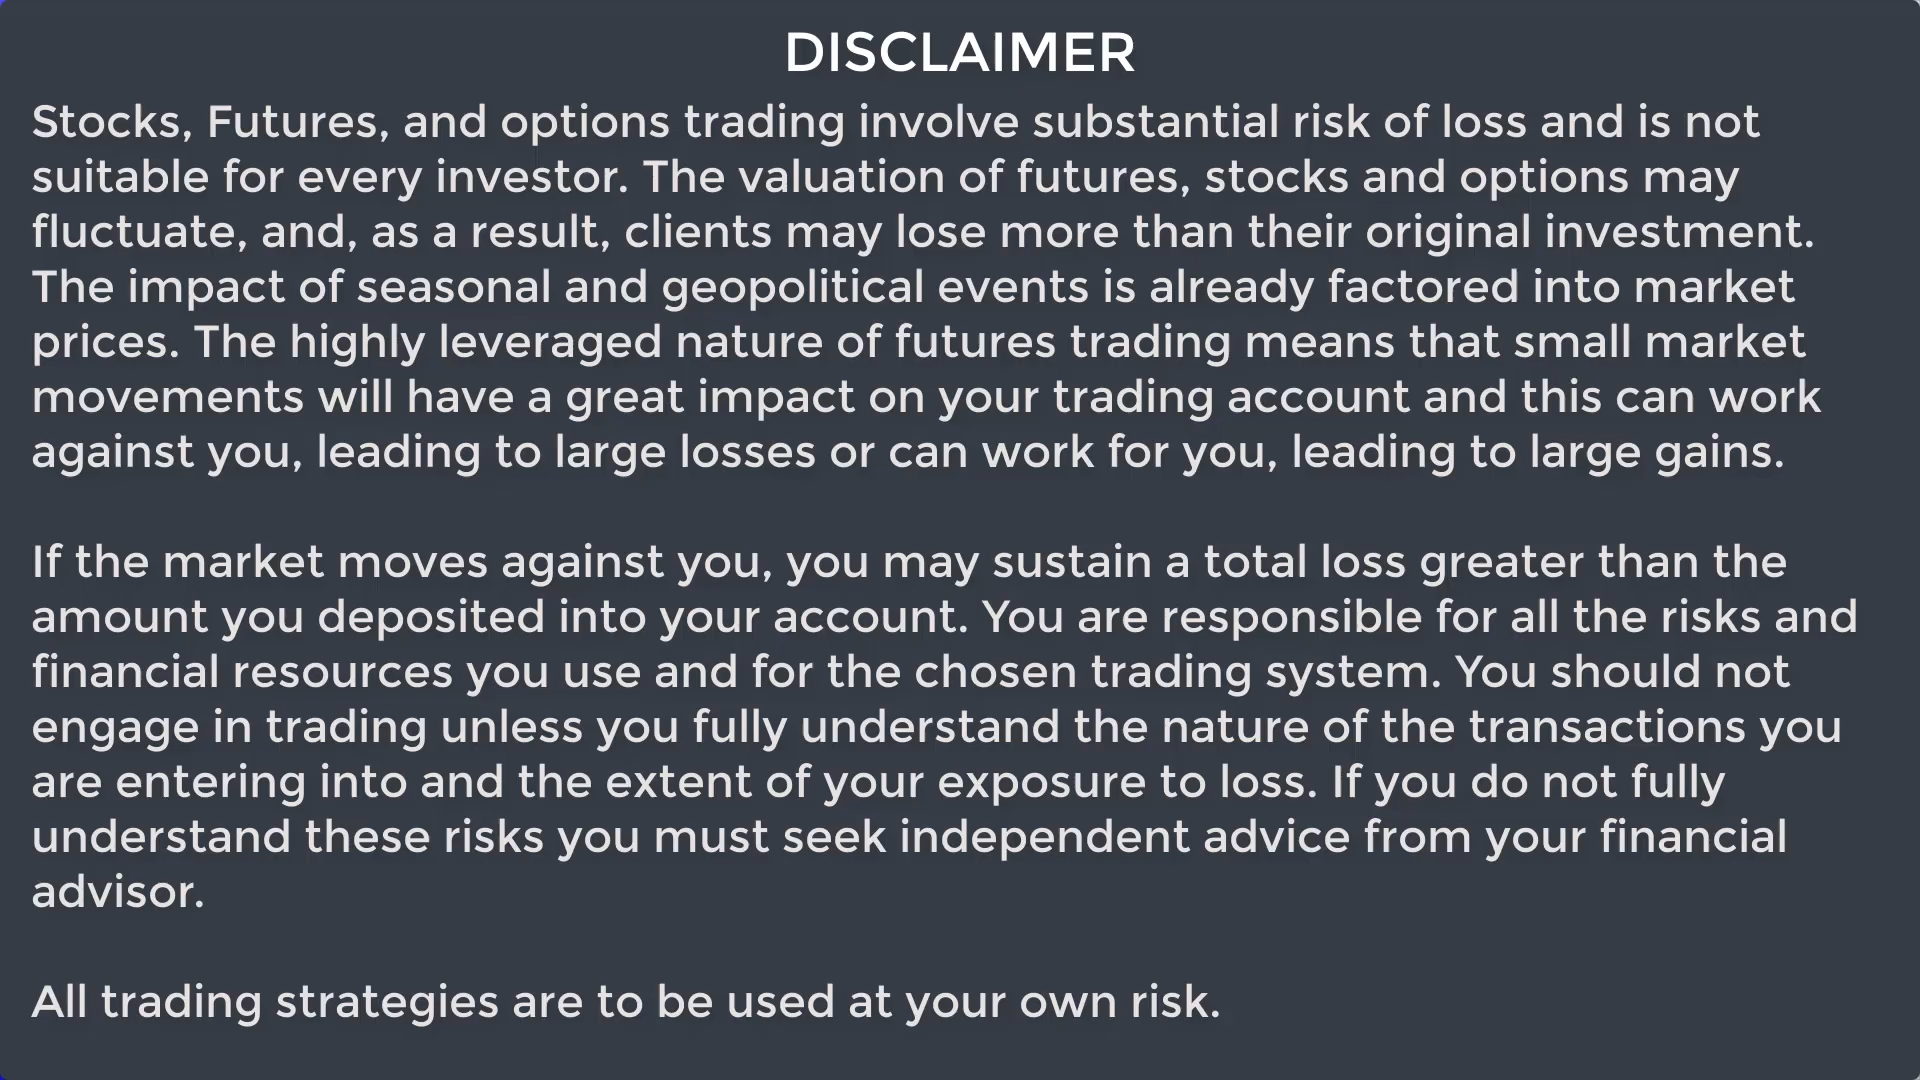 DISCLAIMER
Stocks, Futures, and options trading involve substantial risk of loss and is not
suitable for every investor. The valuation of futures, stocks and options may
fluctuate, and, as a result, clients may lose more than their original investment.
The impact of seasonal and geopolitical events is already factored into market
prices. The highly leveraged nature of futures trading means that small market
movements will have a great impact on your trading account and this can work
against you, leading to large losses or can work for you, leading to large gains.
If the market moves against you, you may sustain a total loss greater than the
amount you deposited into your account. You are responsible for all the risks and
financial resources you use and for the chosen trading system. You should not
engage in trading unless you fully understand the nature of the transactions you
are entering into and the extent of your exposure to loss. If you do not fully
understand these risks you must seek independent advice from your financial
advisor.
All trading strategies are to be used at your own risk.